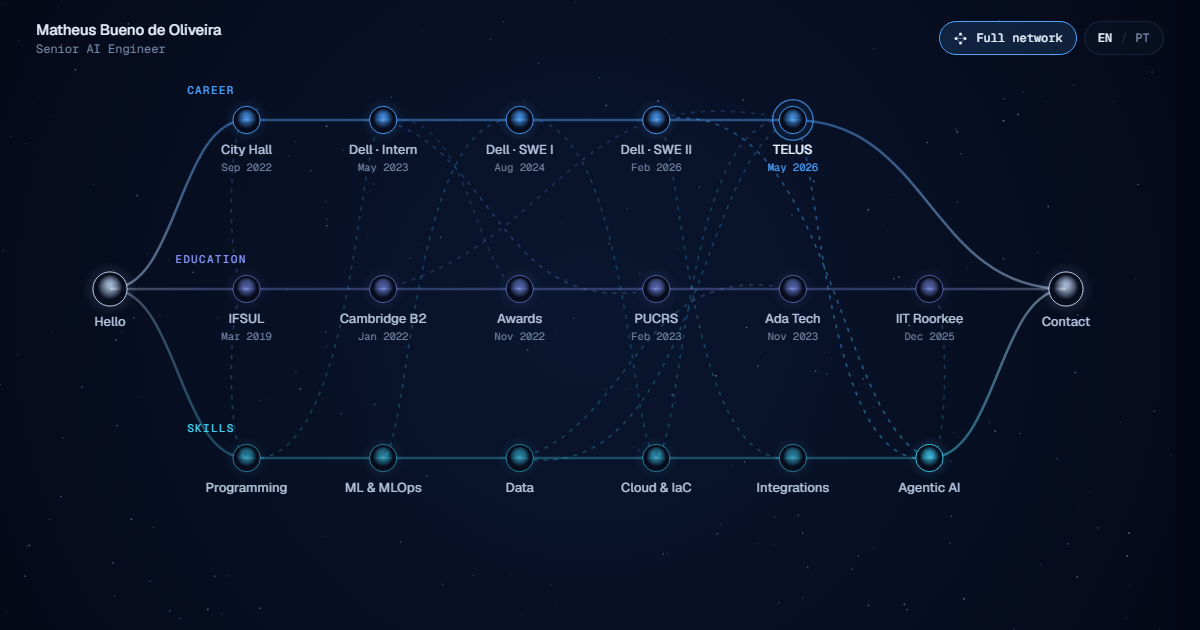 Matheus Bueno de Oliveira
Senior AI Engineer
Full network
EN / PT
CAREER
City Hall
Sep 2022
Dell · Intern
May 2023
Dell · SWE I
Aug 2024
Dell · SWE II
Feb 2026
TELUS
May 2026
EDUCATION
Hello
IFSUL
Mar 2019
Cambridge B2
Jan 2022
Awards
Nov 2022
PUCRS
Feb 2023
Ada Tech
Nov 2023
IIT Roorkee
Dec 2025
Contact
SKILLS
Programming
ML & MLOps
Data
Cloud & IaC
Integrations
Agentic AI